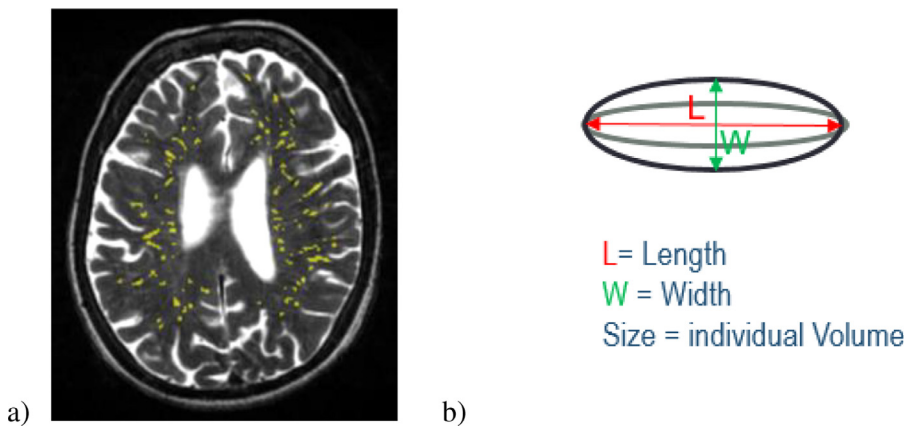 L
W
L= Length
W = Width
Size = individual Volume
a)
b)